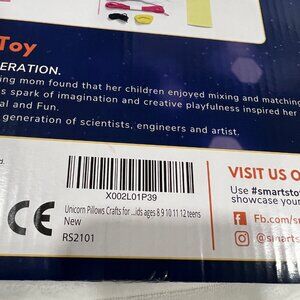 Toy
ERATION.
ing mom found that her children enjoyed mixing and matching
s spark of imagination and creative playfulness inspired her
al and Fun.
generation of scientists, engineers and artist.
d.
X002L01P39
Unicorn Pillows Crafts for ...ids ages 8 9 10 11 12 teens
New
RS2101
CE
VISIT US O
Use #smartsto
showcase your
Fb.com/sm
@smarts